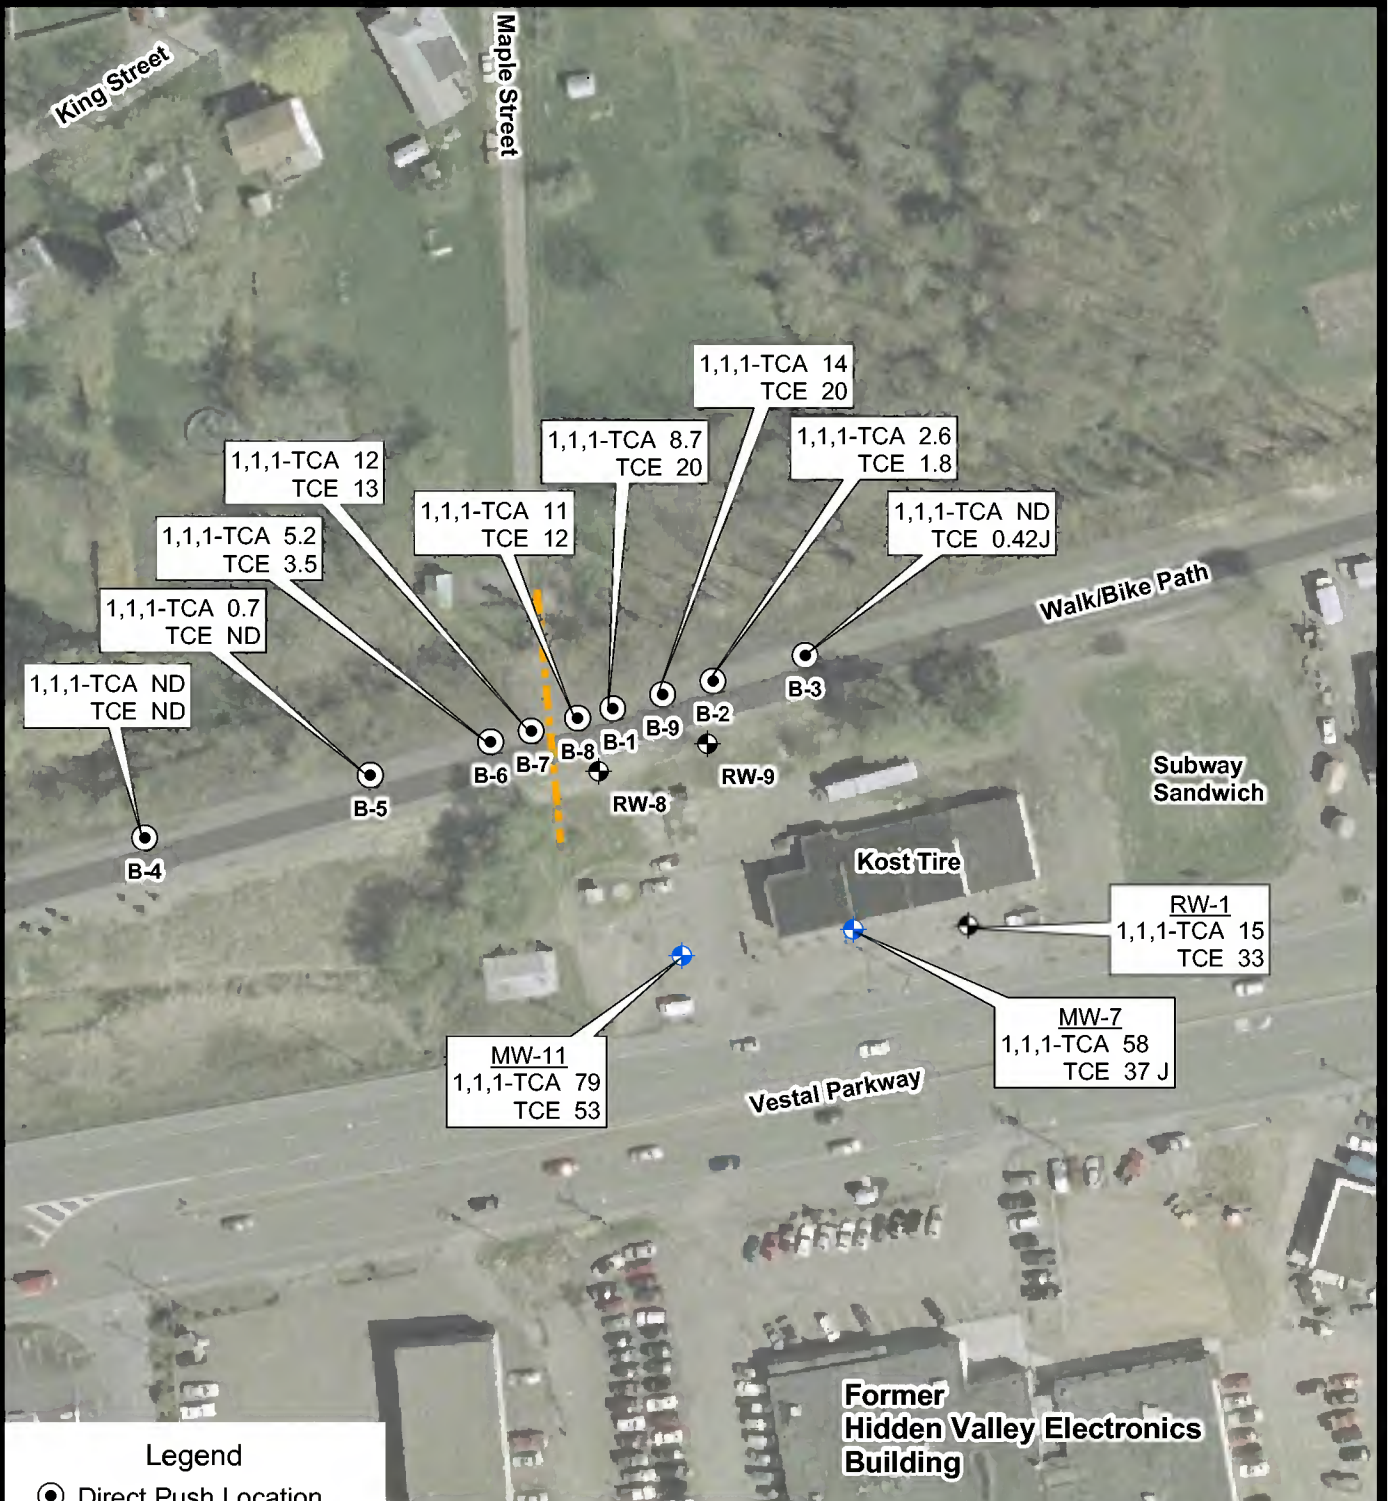 King Street
Maple Street
1,1,1-TCA 14
TCE 20
1,1,1-TCA 8.7
TCE 20
1,1,1-TCA 2.6
TCE 1.8
1,1,1-TCA 12
TCE 13
1,1,1-TCA 11
TCE 12
1,1,1-TCA ND
TCE 0.42J
1,1,1-TCA 5.2
TCE 3.5
1,1,1-TCA 0.7
TCE ND
1,1,1-TCA ND
TCE ND
Walk/Bike Path
B-3
B-2
B-9
B-1
B-8
B-7
B-6
B-5
B-4
RW-9
RW-8
Subway
Sandwich
Kost Tire
RW-1
1,1,1-TCA 15
TCE 33
MW-7
1,1,1-TCA 58
TCE 37 J
MW-11
1,1,1-TCA 79
TCE 53
Vestal Parkway
Former
Hidden Valley Electronics
Building
Legend
Direct Push Location